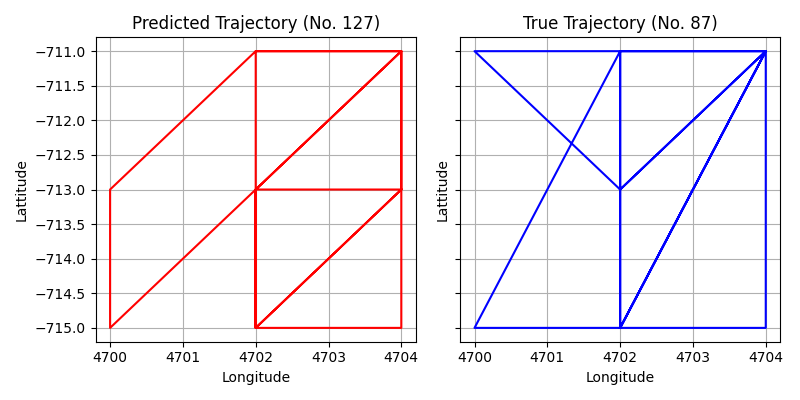 Predicted Trajectory (No. 127)
True Trajectory (No. 87)
−711.0
−711.5
−712.0
−712.5
−713.0
−713.5
−714.0
−714.5
−715.0
Lattitude
Lattitude
4700 4701 4702 4703 4704
4700 4701 4702 4703 4704
Longitude
Longitude